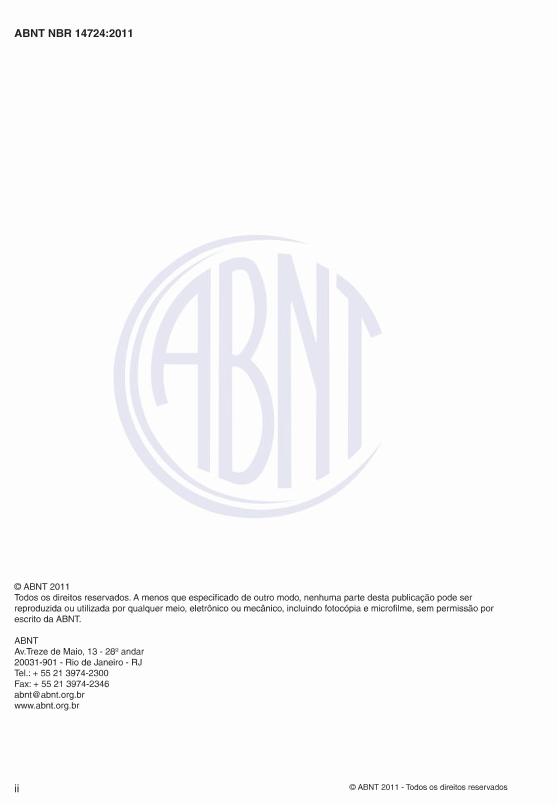 ABNT NBR 14724:2011
ABNT
© ABNT 2011
Todos os direitos reservados. A menos que especificado de outro modo, nenhuma parte desta publicação pode ser
reproduzida ou utilizada por qualquer meio, eletrônico ou mecânico, incluindo fotocópia e microfilme, sem permissão por
escrito da ABNT.
ABNT
Av.Treze de Maio, 13 - 28º andar
20031-901 - Rio de Janeiro - RJ
Tel.: + 55 21 3974-2300
Fax: + 55 21 3974-2346
abnt@abnt.org.br
www.abnt.org.br
ii
© ABNT 2011 - Todos os direitos reservados